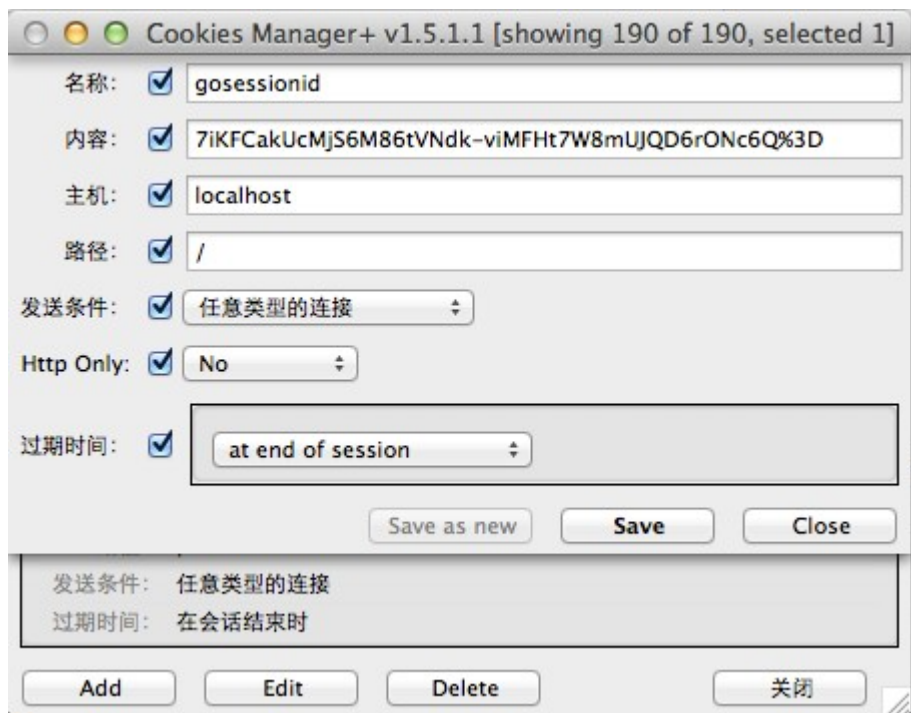 Cookies Manager+ v1.5.1.1 [showing 190 of 190, selected 1]
名称: gosessionid
内容: 7iKFCakUcMjS6M86tVNdk-viMFHt7W8mUJQD6rONc6Q%3D
主机: localhost
路径: /
发送条件: 任意类型的连接
Http Only: No
过期时间: at end of session
Save as new Save Close
发送条件: 任意类型的连接
过期时间: 在会话结束时
Add Edit Delete 关闭